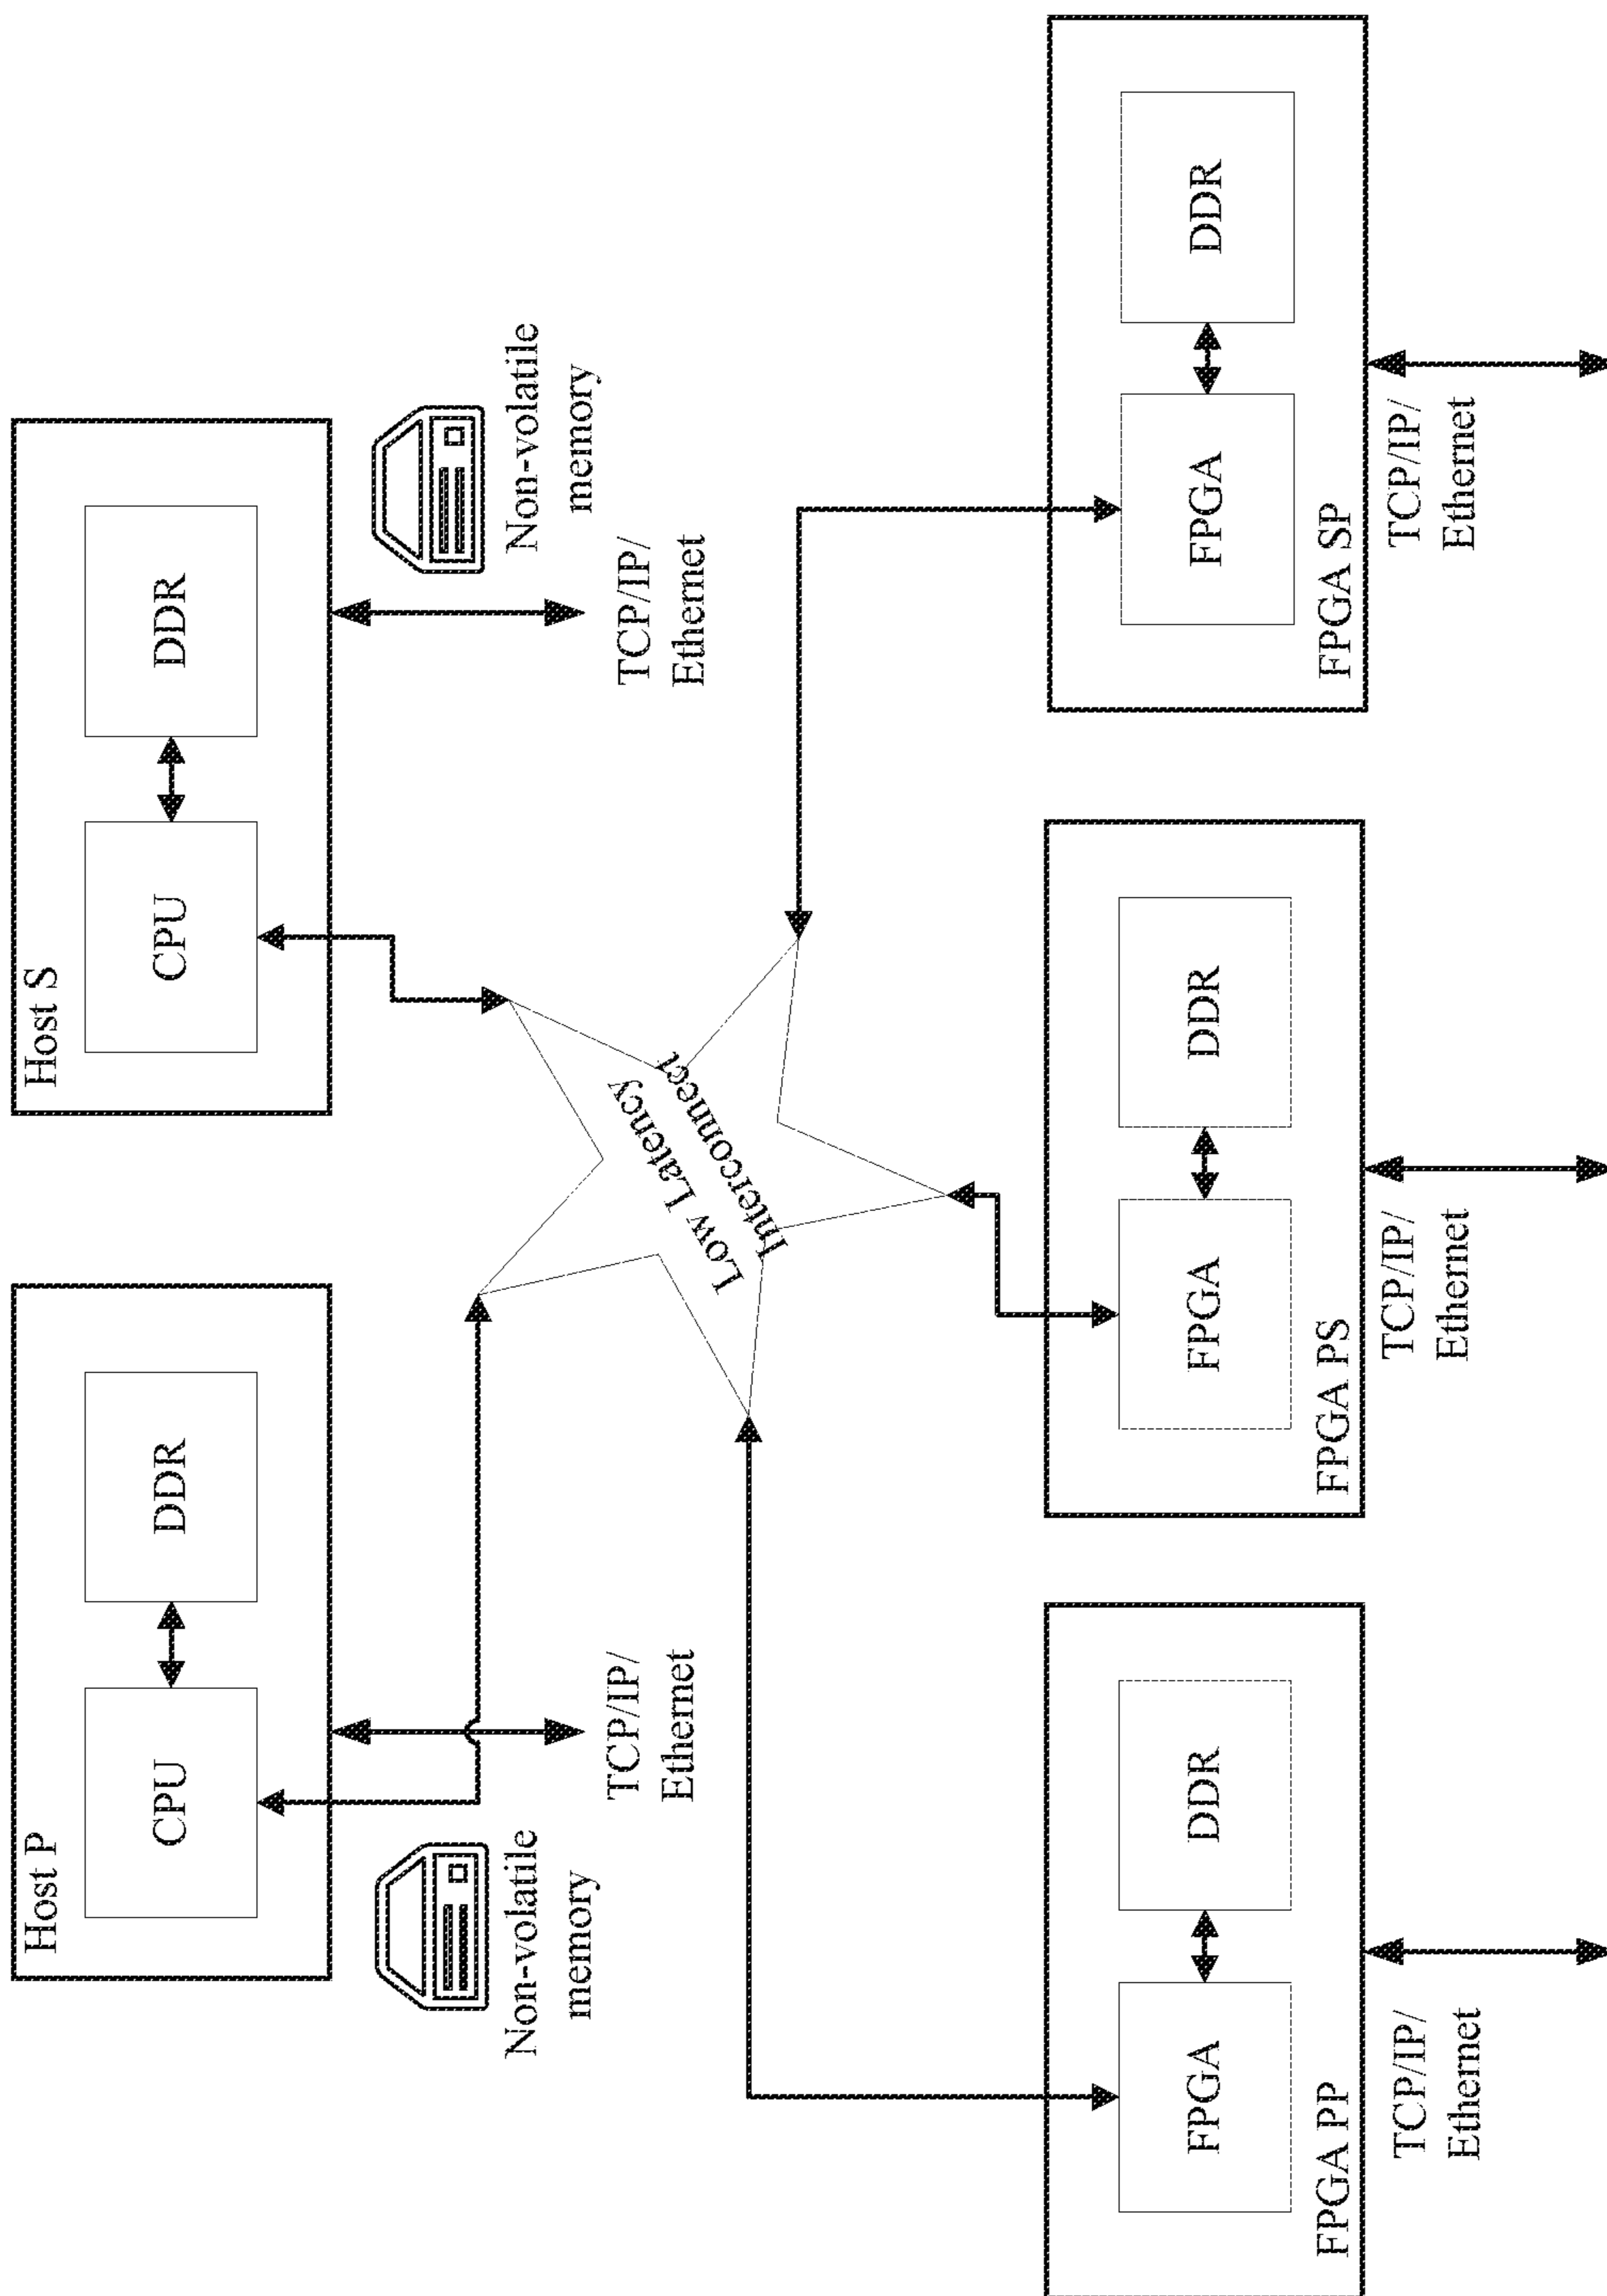 Host P
CPU
DDR
Non-volatile
memory
TCP/IP/
Ethernet
Host S
CPU
DDR
TCP/IP/
Ethernet
Non-volatile
memory
Low Latency
Interconnect
FPGA
DDR
FPGA PP
TCP/IP/
Ethernet
FPGA
DDR
FPGA PS
TCP/IP/
Ethernet
FPGA
DDR
FPGA SP
TCP/IP/
Ethernet